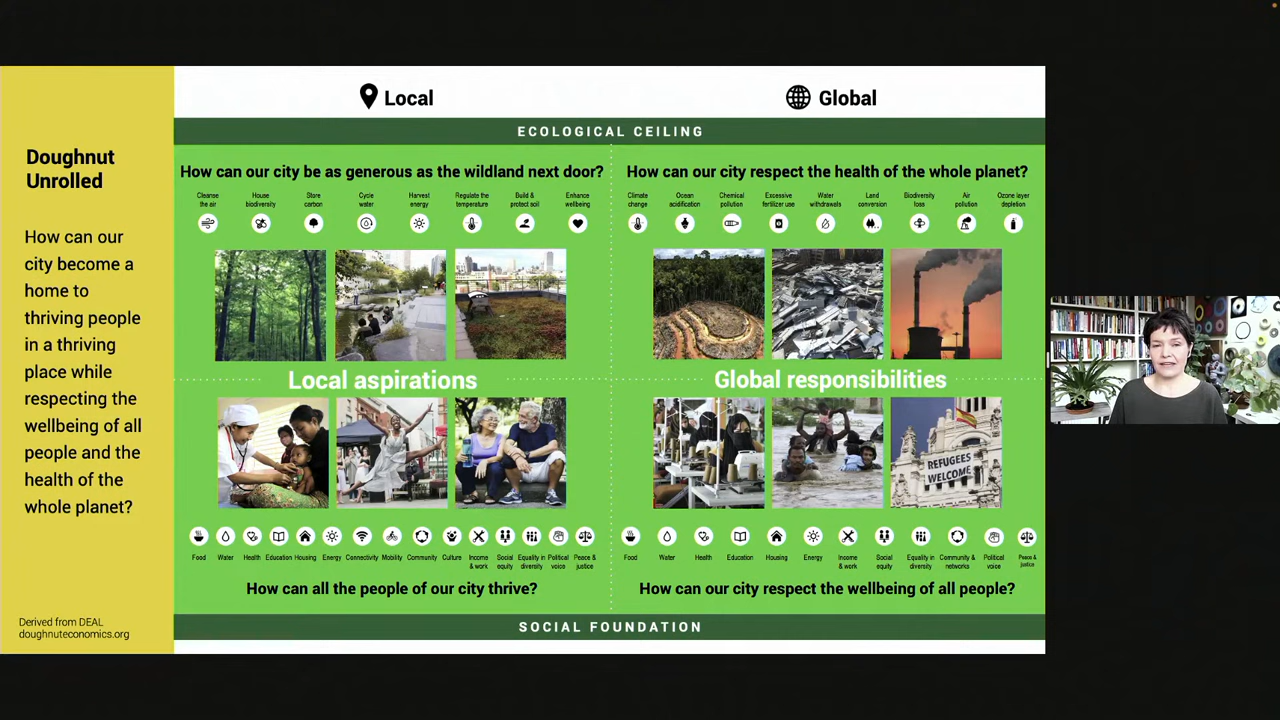 Doughnut
Unrolled
How can our
city become a
home to
thriving people
in a thriving
place while
respecting the
wellbeing of all
people and the
health of the
whole planet?
Derived from DEAL
doughnuteconomics.org
Local
Global
ECOLOGICAL CEILING
How can our city be as generous as the wildland next door?
Cleanse
the air
House
biodiversity
Store
carbon
Cycle
water
Harvest
energy
Regulate the
temperature
Build &
protect soil
Enhance
wellbeing
How can our city respect the health of the whole planet?
Climate
change
Ocean
acidification
Chemical
pollution
Excessive
fertilizer use
Water
withdrawals
Land
conversion
Biodiversity
loss
Air
pollution
Ozone layer
depletion
Local aspirations
Global responsibilities
REFUGEES
WELCOME
Food
Water
Health
Education
Housing
Energy
Connectivity
Mobility
Community
Culture
Income
& work
Social
equity
Equality in
diversity
Political
voice
Peace &
justice
How can all the people of our city thrive?
Food
Water
Health
Education
Housing
Energy
Income
& work
Social
equity
Equality in
diversity
Community &
networks
Political
voice
Peace &
justice
How can our city respect the wellbeing of all people?
SOCIAL FOUNDATION